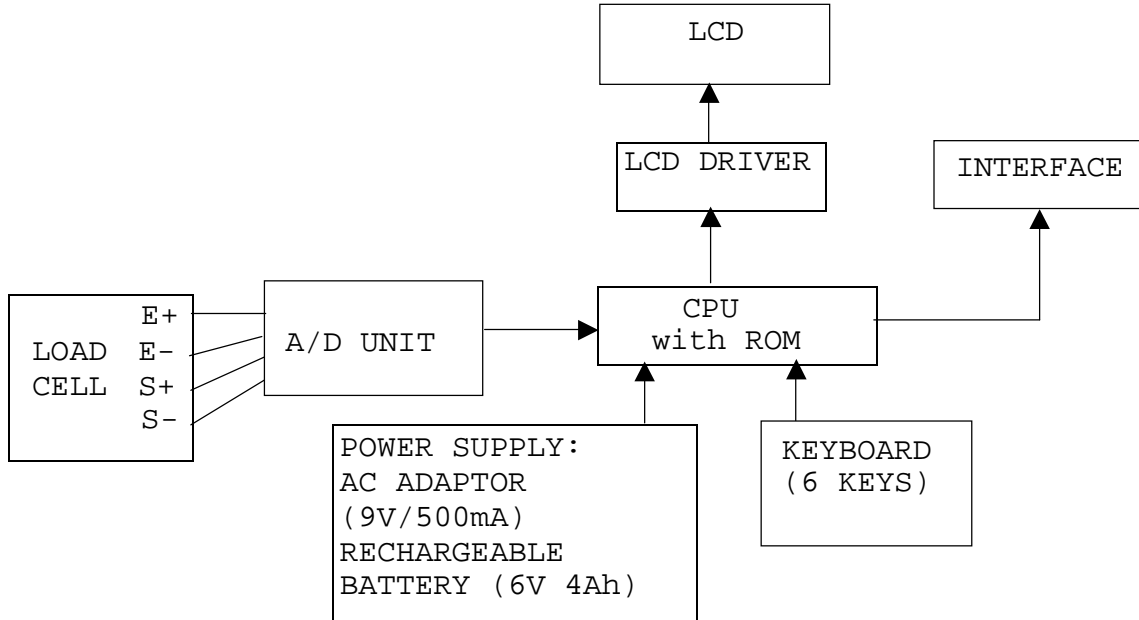 LCD
LCD DRIVER
INTERFACE
LOAD
CELL
E+
E-
S+
S-
A/D UNIT
CPU
with ROM
POWER SUPPLY:
AC ADAPTOR
(9V/500mA)
RECHARGEABLE
BATTERY (6V 4Ah)
KEYBOARD
(6 KEYS)